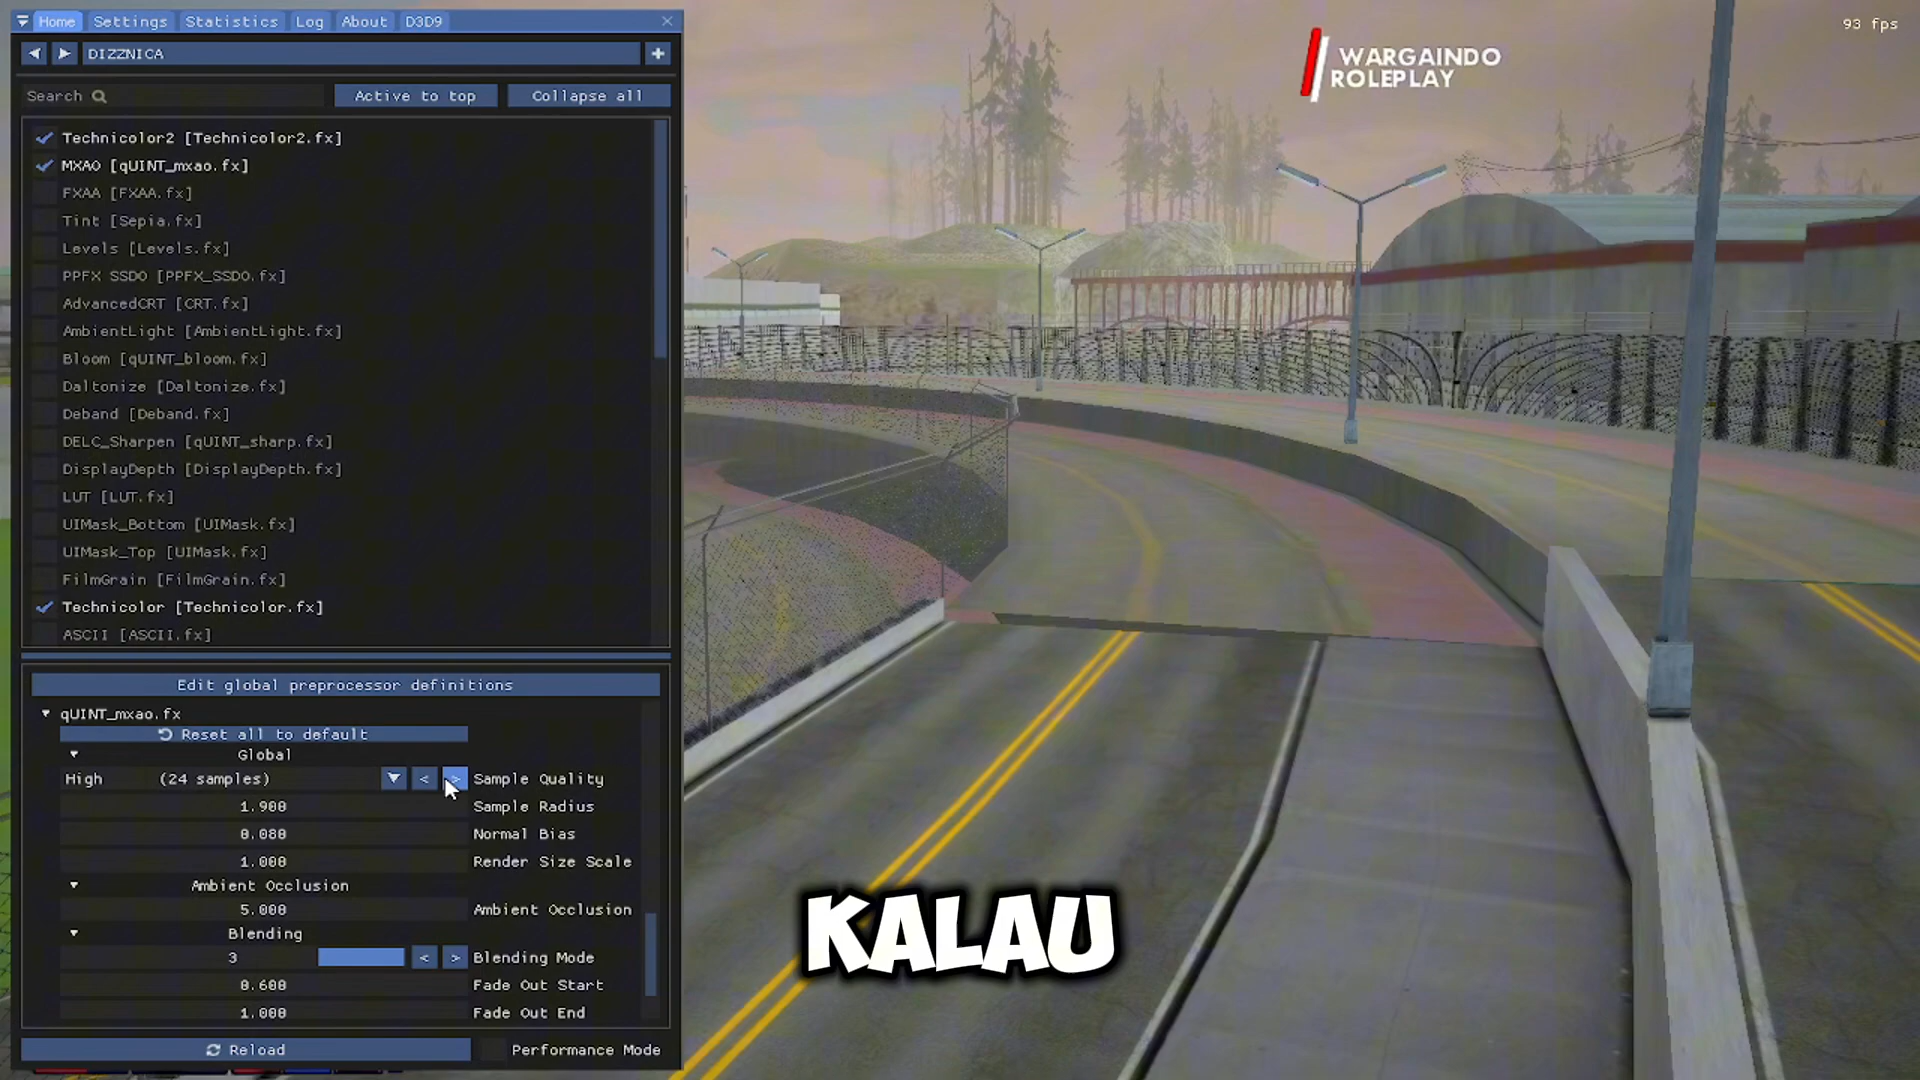 Home Settings Statistics Log About D3D9
DIZZNICA
+
Search
Active to top
Collapse all
Technicolor2 [Technicolor2.fx]
MXAO [qUINT_mxao.fx]
FXAA [FXAA.fx]
Tint [Sepia.fx]
Levels [Levels.fx]
PPFX SSDO [PPFX_SSDO.fx]
AdvancedCRT [CRT.fx]
AmbientLight [AmbientLight.fx]
Bloom [qUINT_bloom.fx]
Daltonize [Daltonize.fx]
Deband [Deband.fx]
DELC_Sharpen [qUINT_sharp.fx]
DisplayDepth [DisplayDepth.fx]
LUT [LUT.fx]
UIMask_Bottom [UIMask.fx]
UIMask_Top [UIMask.fx]
FilmGrain [FilmGrain.fx]
Technicolor [Technicolor.fx]
ASCII [ASCII.fx]
Edit global preprocessor definitions
qUINT_mxao.fx
Reset all to default
Global
High (24 samples) < > Sample Quality
1.900 Sample Radius
0.080 Normal Bias
1.000 Render Size Scale
Ambient Occlusion
5.000 Ambient Occlusion
Blending
3 < > Blending Mode
0.600 Fade Out Start
1.000 Fade Out End
Reload
Performance Mode
93 fps
WARGAINDO
ROLEPLAY
KALAU